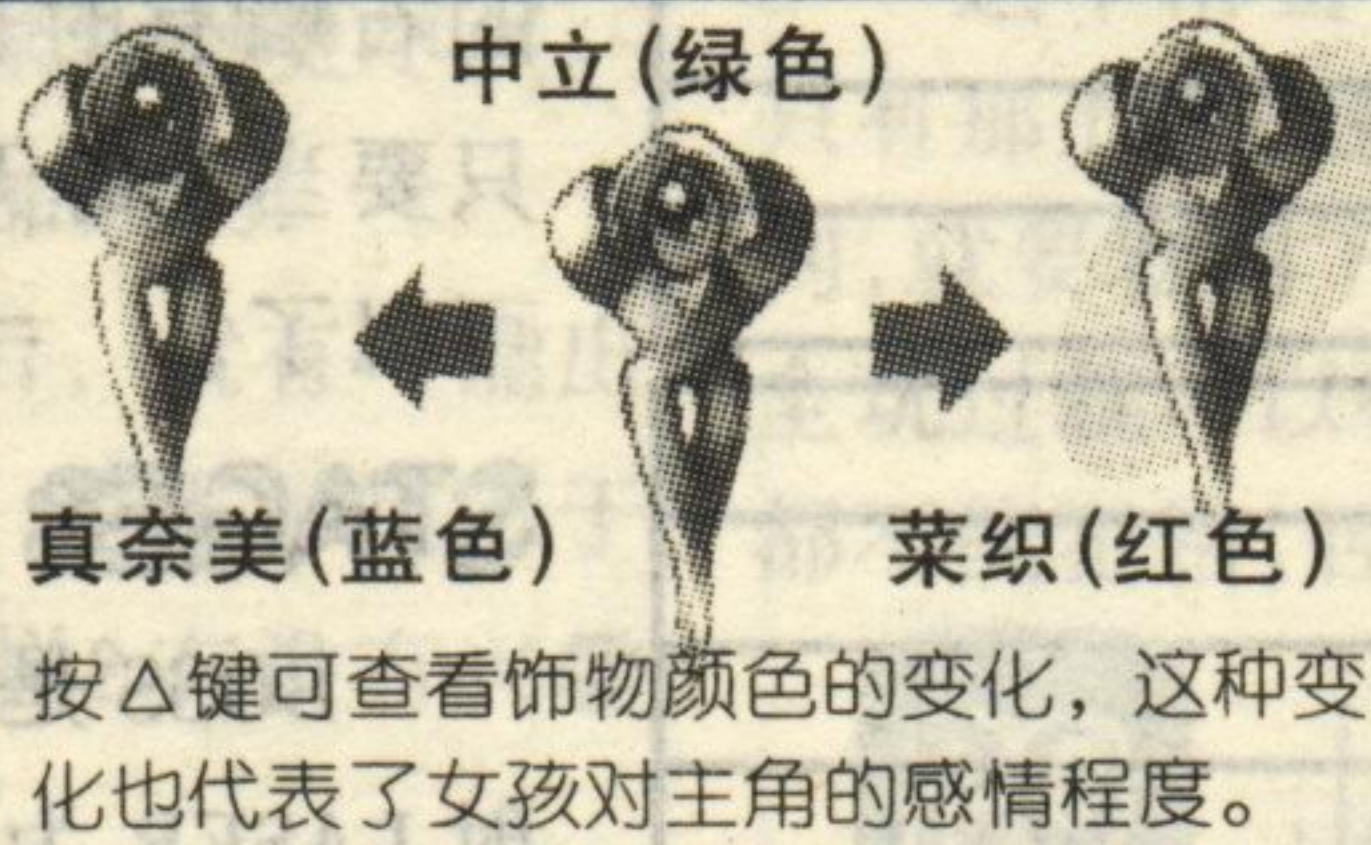 中立(绿色)
真奈美(蓝色)
菜织(红色)
按△键可查看饰物颜色的变化，这种变
化也代表了女孩对主角的感情程度。